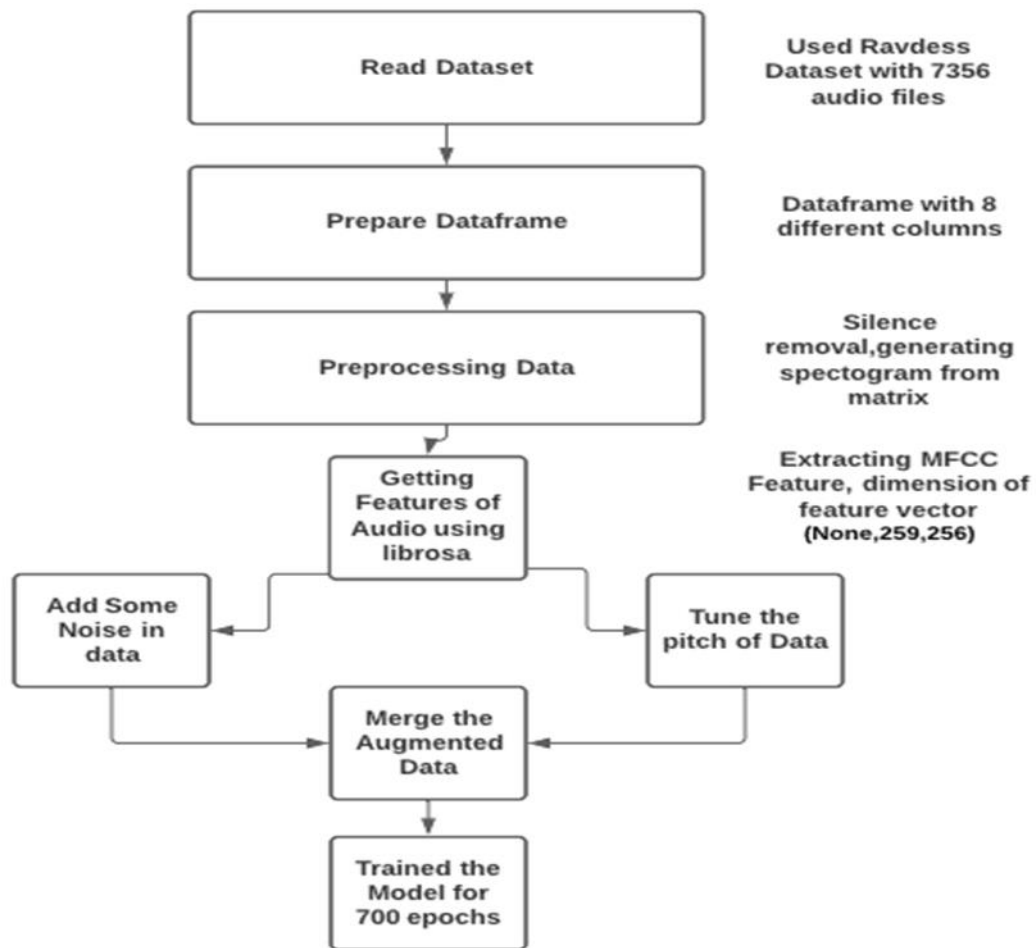 Read Dataset
Used Ravdess
Dataset with 7356
audio files
Prepare Dataframe
Dataframe with 8
different columns
Preprocessing Data
Silence
removal,generating
spectogram from
matrix
Getting
Features of
Audio using
librosa
Extracting MFCC
Feature, dimension of
feature vector
(None,259,256)
Add Some
Noise in
data
Tune the
pitch of Data
Merge the
Augmented
Data
Trained the
Model for
700 epochs